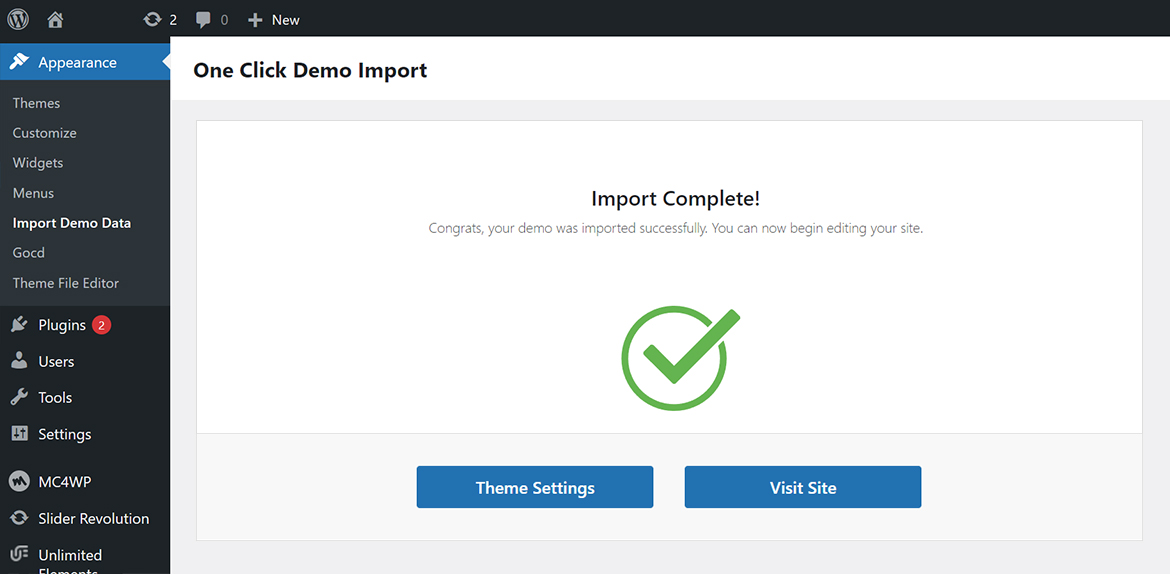 2 0 New
Appearance
One Click Demo Import
Themes
Customize
Widgets
Menus
Import Demo Data
Gocd
Theme File Editor
Plugins 2
Users
Tools
Settings
MC4WP
Slider Revolution
Unlimited
Elements
Import Complete!
Congrats, your demo was imported successfully. You can now begin editing your site.
Theme Settings
Visit Site